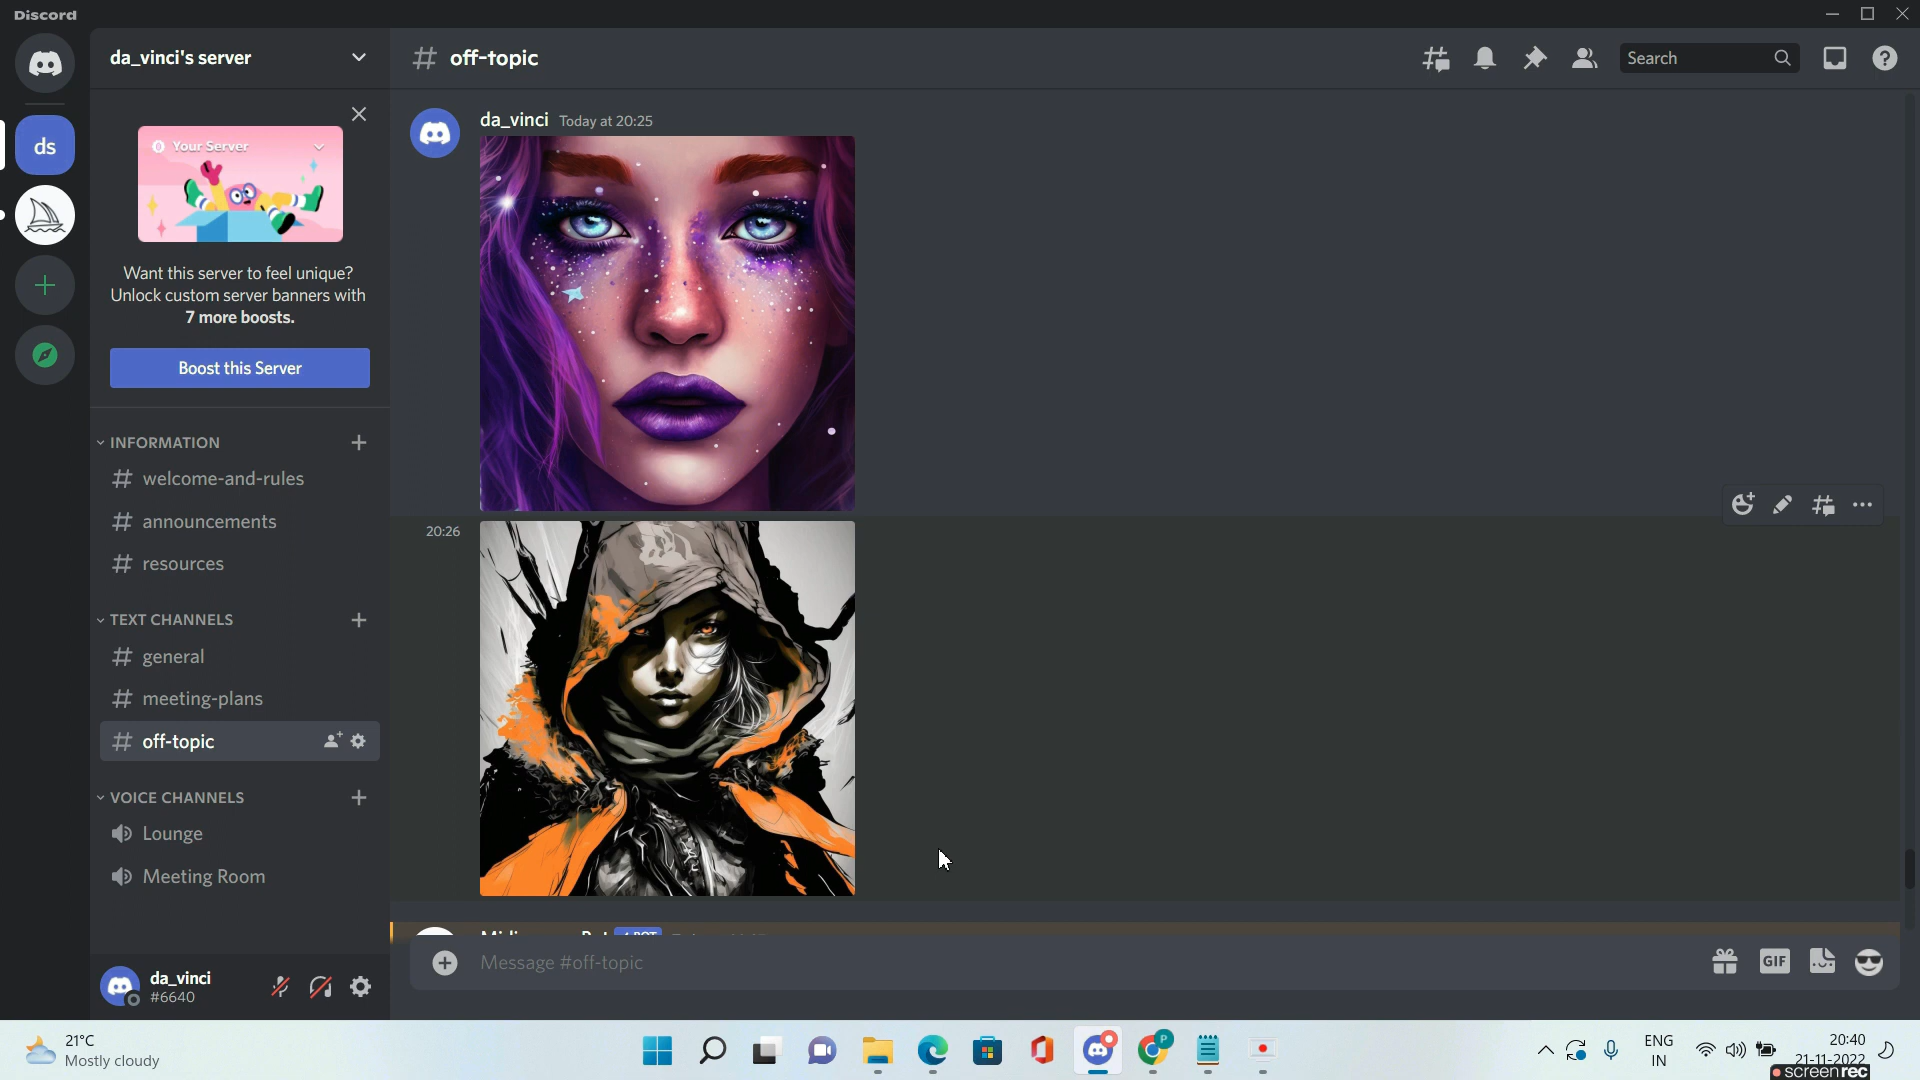 Discord
da_vinci's server
off-topic
Search
Your Server
Want this server to feel unique?
Unlock custom server banners with
7 more boosts.
Boost this Server
INFORMATION
welcome-and-rules
announcements
resources
TEXT CHANNELS
general
meeting-plans
off-topic
VOICE CHANNELS
Lounge
Meeting Room
da_vinci
#6640
ds
da_vinci Today at 20:25
20:26
Message #off-topic
GIF
21°C
Mostly cloudy
P
ENG
IN
20:40
21-11-2022
screenrec